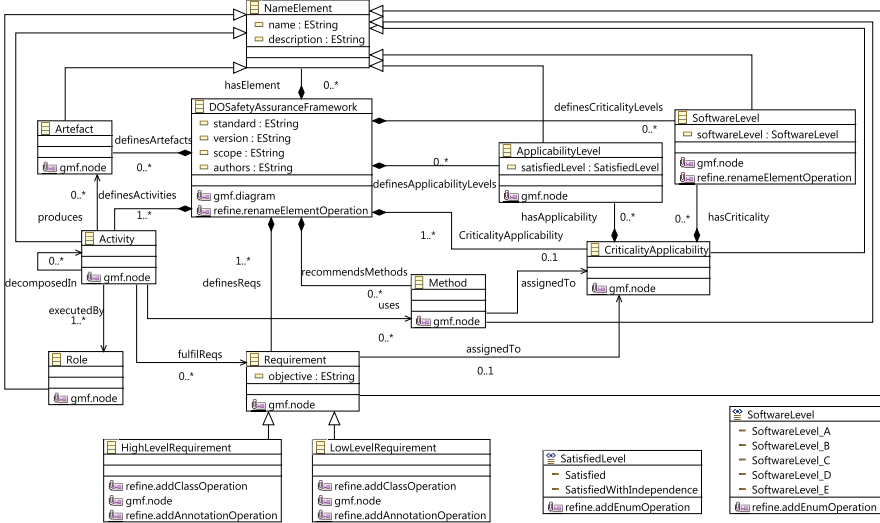 NameElement
name : EString
description : EString
hasElement
0..*
DOSafetyAssuranceFramework
standard : EString
version : EString
scope : EString
authors : EString
gmf.diagram
refine.renameElementOperation
definesCriticalityLevels
0..*
SoftwareLevel
softwareLevel : SoftwareLevel
gmf.node
refine.renameElementOperation
Artefact
gmf.node
definesArtefacts
0..*
ApplicabilityLevel
satisfiedLevel : SatisfiedLevel
gmf.node
0..*
definesApplicabilityLevels
0..*
produces
definesActivities
1..*
hasApplicability
0..*
0..*
hasCriticality
Activity
gmf.node
0..*
decomposedIn
1..*
CriticalityApplicability
0..1
CriticalityApplicability
gmf.node
1..*
definesReqs
recommendsMethods
0..*
Method
gmf.node
assignedTo
uses
0..*
executedBy
1..*
Role
gmf.node
fulfilReqs
0..*
Requirement
objective : EString
gmf.node
assignedTo
0..1
HighLevelRequirement
refine.addClassOperation
gmf.node
refine.addAnnotationOperation
LowLevelRequirement
refine.addClassOperation
gmf.node
refine.addAnnotationOperation
SatisfiedLevel
Satisfied
SatisfiedWithIndependence
refine.addEnumOperation
SoftwareLevel
SoftwareLevel_A
SoftwareLevel_B
SoftwareLevel_C
SoftwareLevel_D
SoftwareLevel_E
refine.addEnumOperation